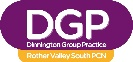 DGP
Dinnington Group Practice
Rother Valley South PCN